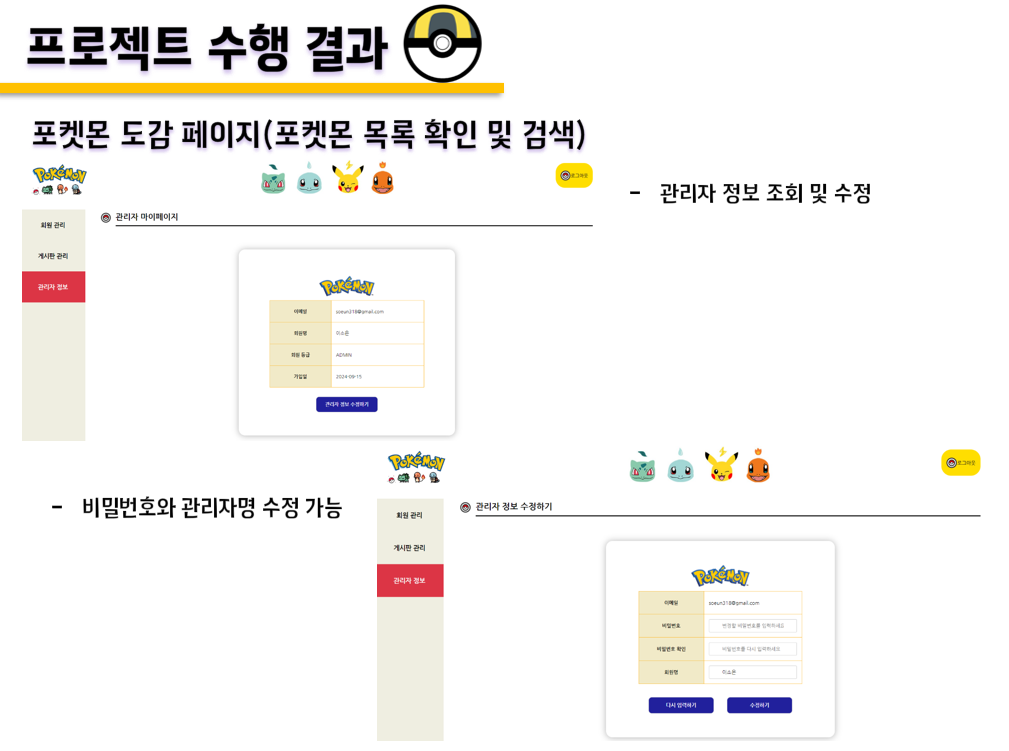 프로젝트 수행 결과
포켓몬 도감 페이지(포켓몬 목록 확인 및 검색)
Pokémon
로그아웃
- 관리자 정보 조회 및 수정
회원 관리
게시판 관리
관리자 정보
관리자 마이페이지
Pokémon
이메일 soeun318@gmail.com
회원명 이소은
회원 등급 ADMIN
가입일 2024-09-15
관리자 정보 수정하기
- 비밀번호와 관리자명 수정 가능
Pokémon
로그아웃
회원 관리
게시판 관리
관리자 정보
관리자 정보 수정하기
Pokémon
이메일 soeun318@gmail.com
비밀번호 변경할 비밀번호를 입력하세요
비밀번호 확인 비밀번호를 다시 입력하세요
회원명 이소은
다시 입력하기 수정하기